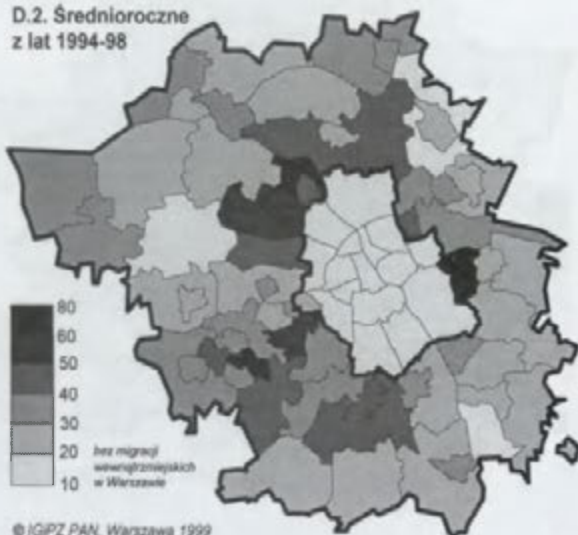 D.2. Średnioroczne
z lat 1994-98
80
60
50
40
30
20
10
bez migracji
wewnątrzmiejskich
w Warszawie
© IGiPZ PAN, Warszawa 1999